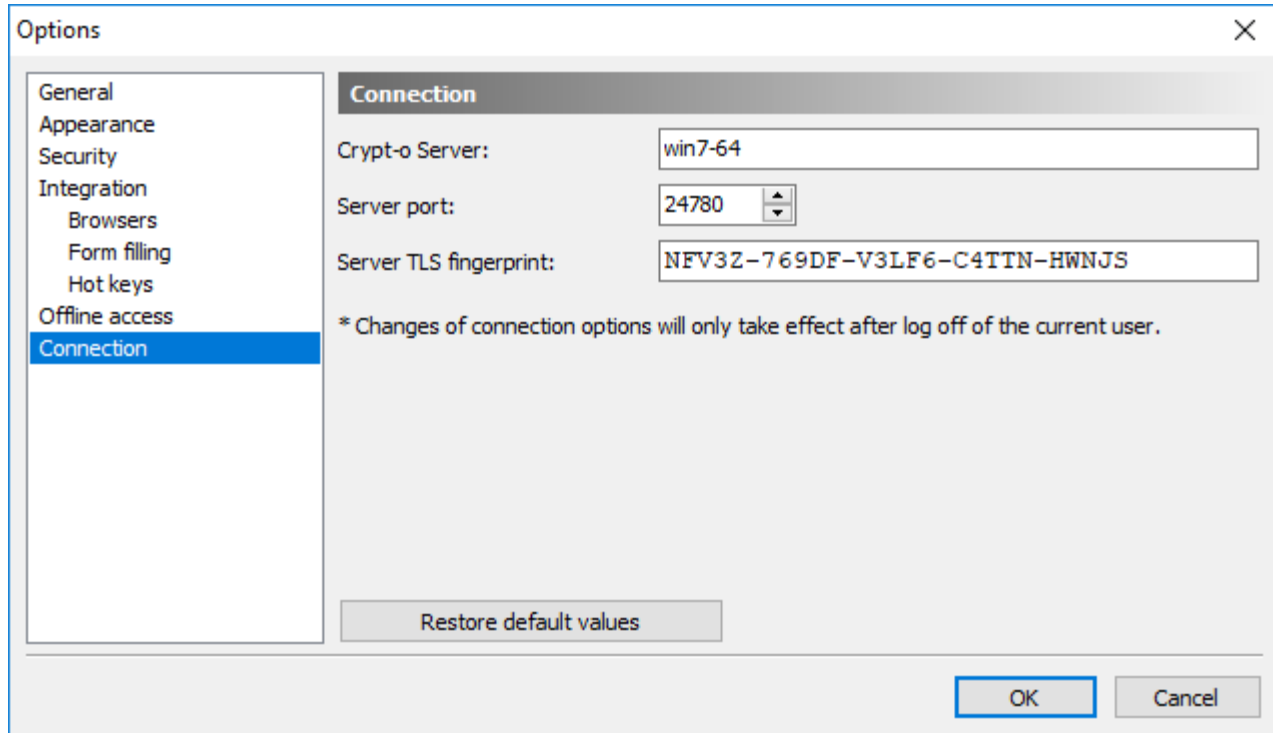 Options
General
Appearance
Security
Integration
Browsers
Form filling
Hot keys
Offline access
Connection
Connection
Crypt-o Server: win7-64
Server port: 24780
Server TLS fingerprint: NFV3Z-769DF-V3LF6-C4TTN-HWNJS
* Changes of connection options will only take effect after log off of the current user.
Restore default values
OK Cancel